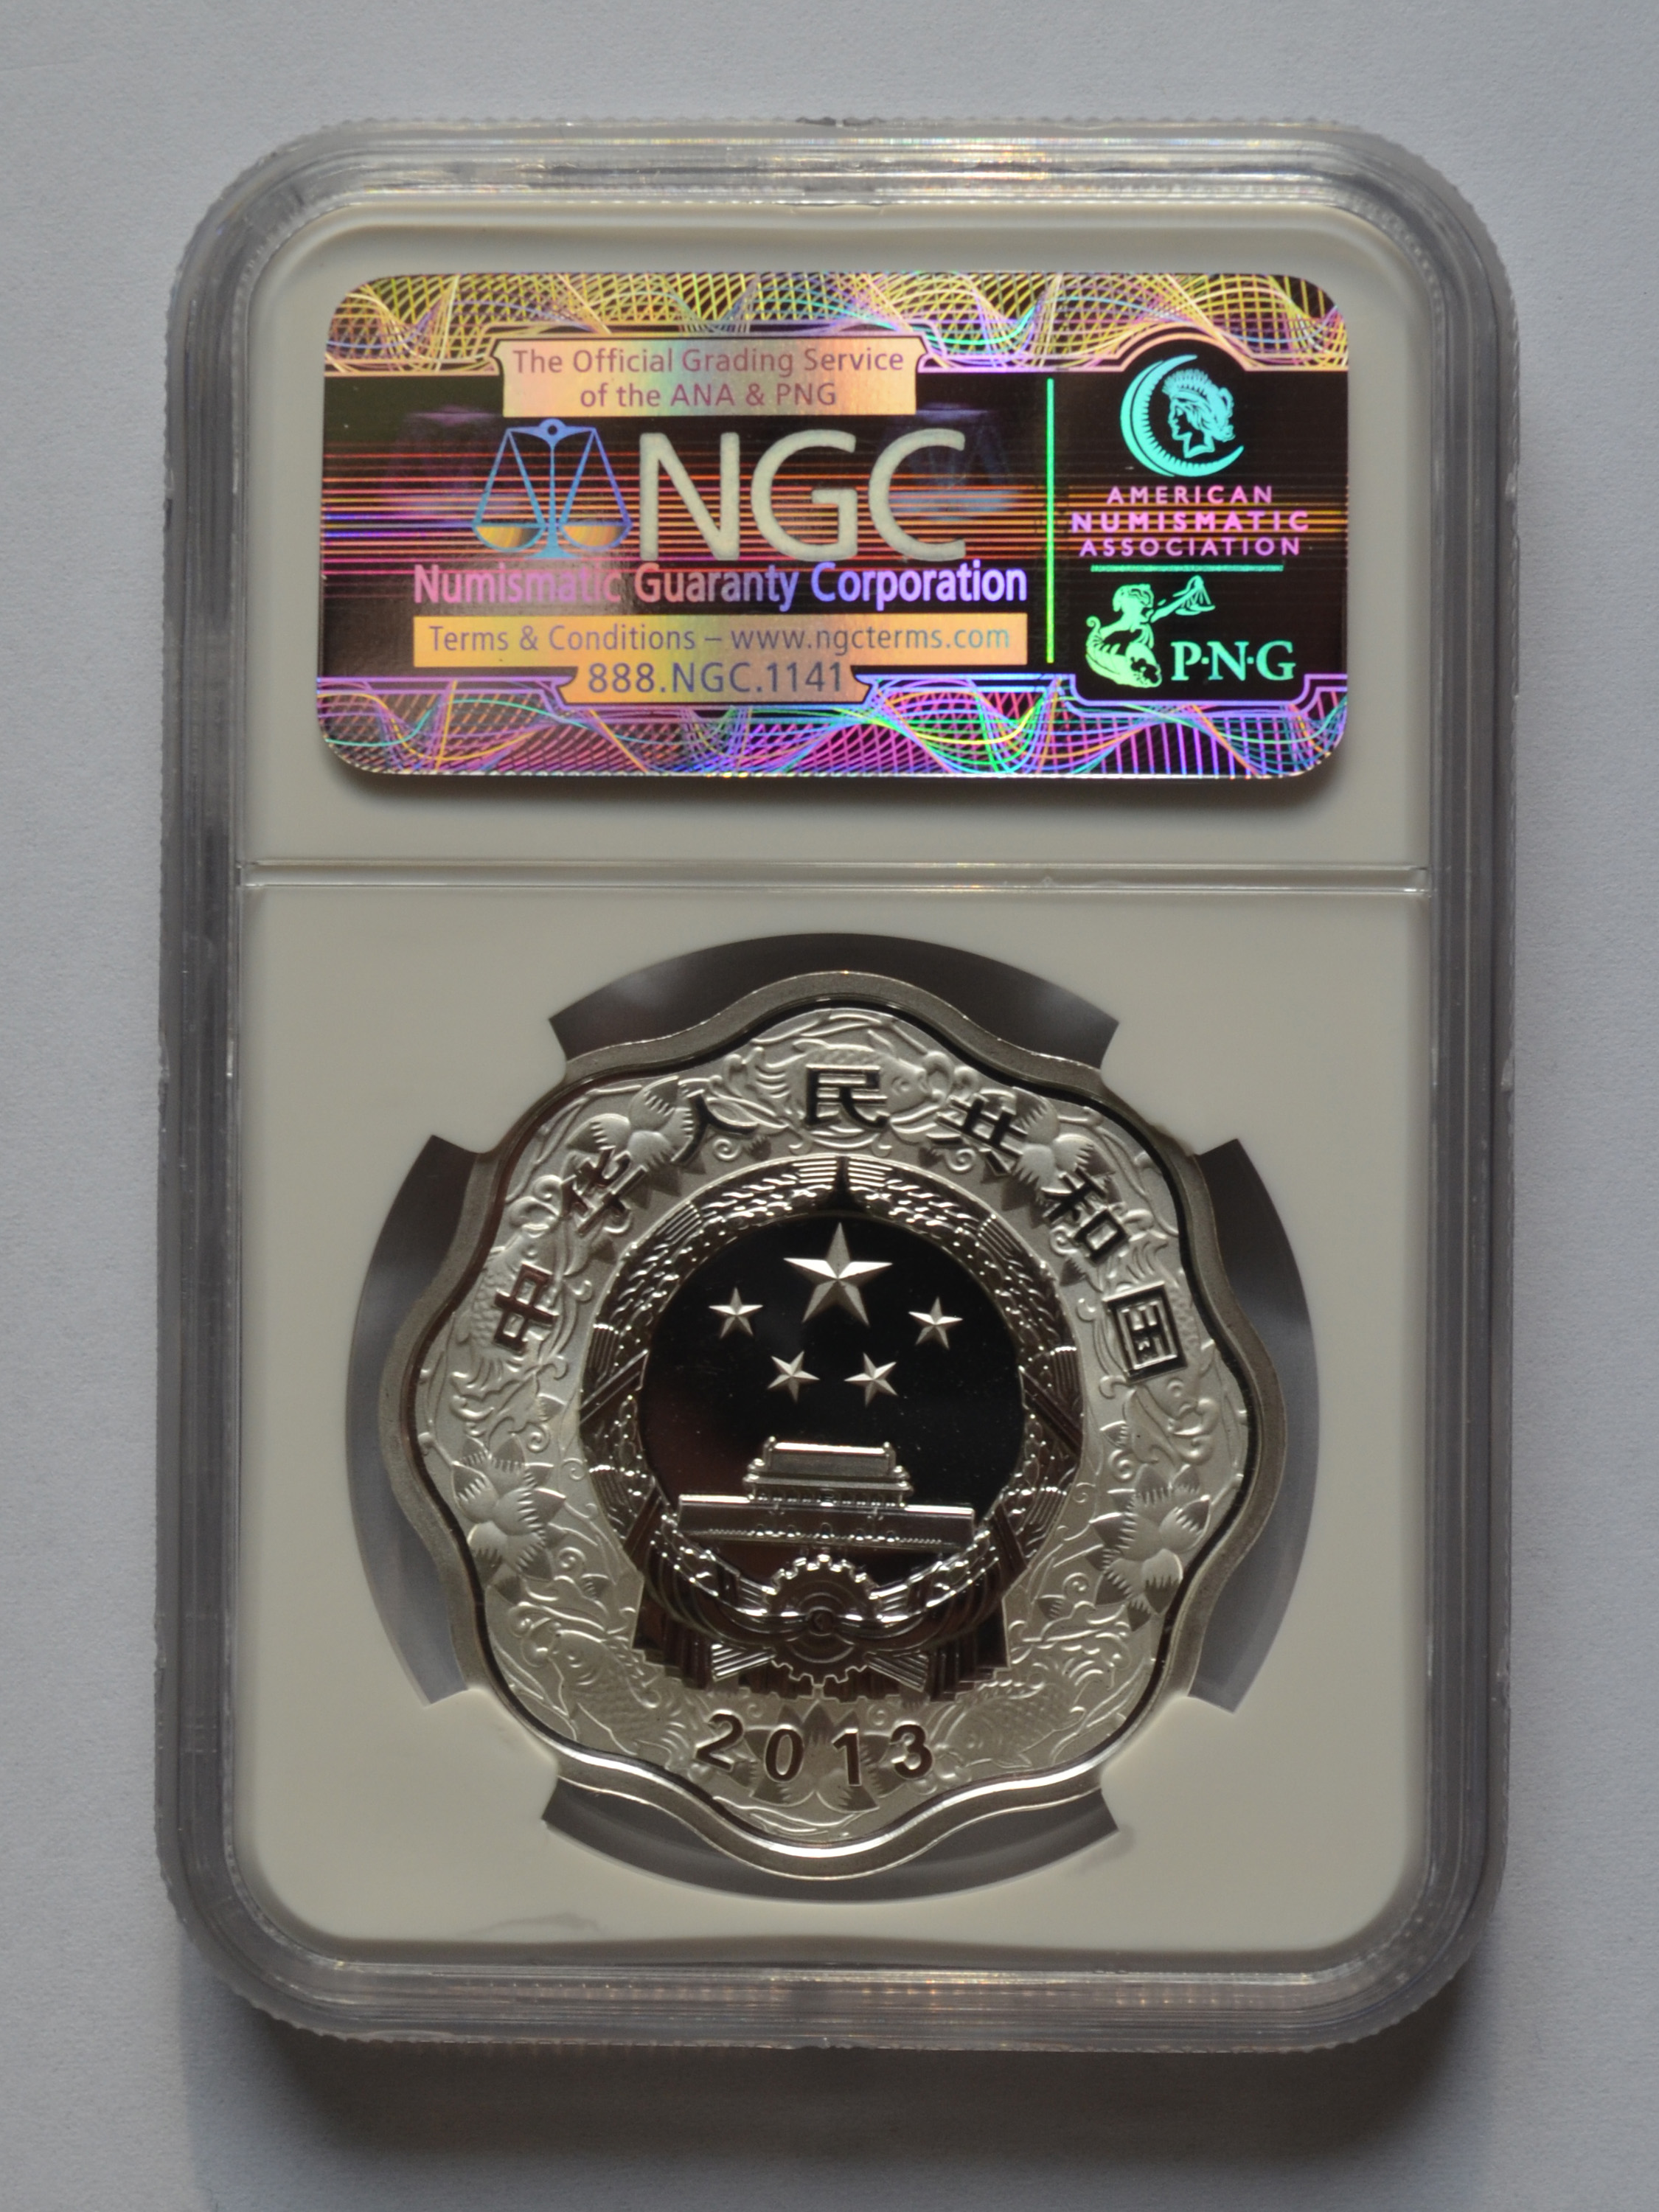 The Official Grading Service
of the ANA & PNG
NGC
Numismatic Guaranty Corporation
Terms & Conditions – www.ngcterms.com
888.NGC.1141
AMERICAN
NUMISMATIC
ASSOCIATION
P·N·G
中华人民共和国
2013